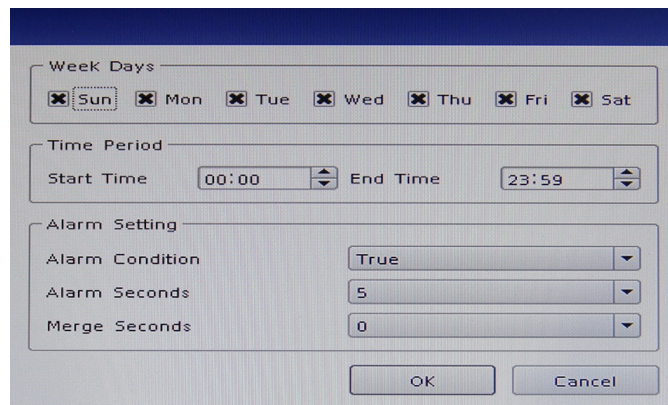 Week Days
Sun Mon Tue Wed Thu Fri Sat
Time Period
Start Time 00:00 End Time 23:59
Alarm Setting
Alarm Condition True
Alarm Seconds 5
Merge Seconds 0
OK Cancel